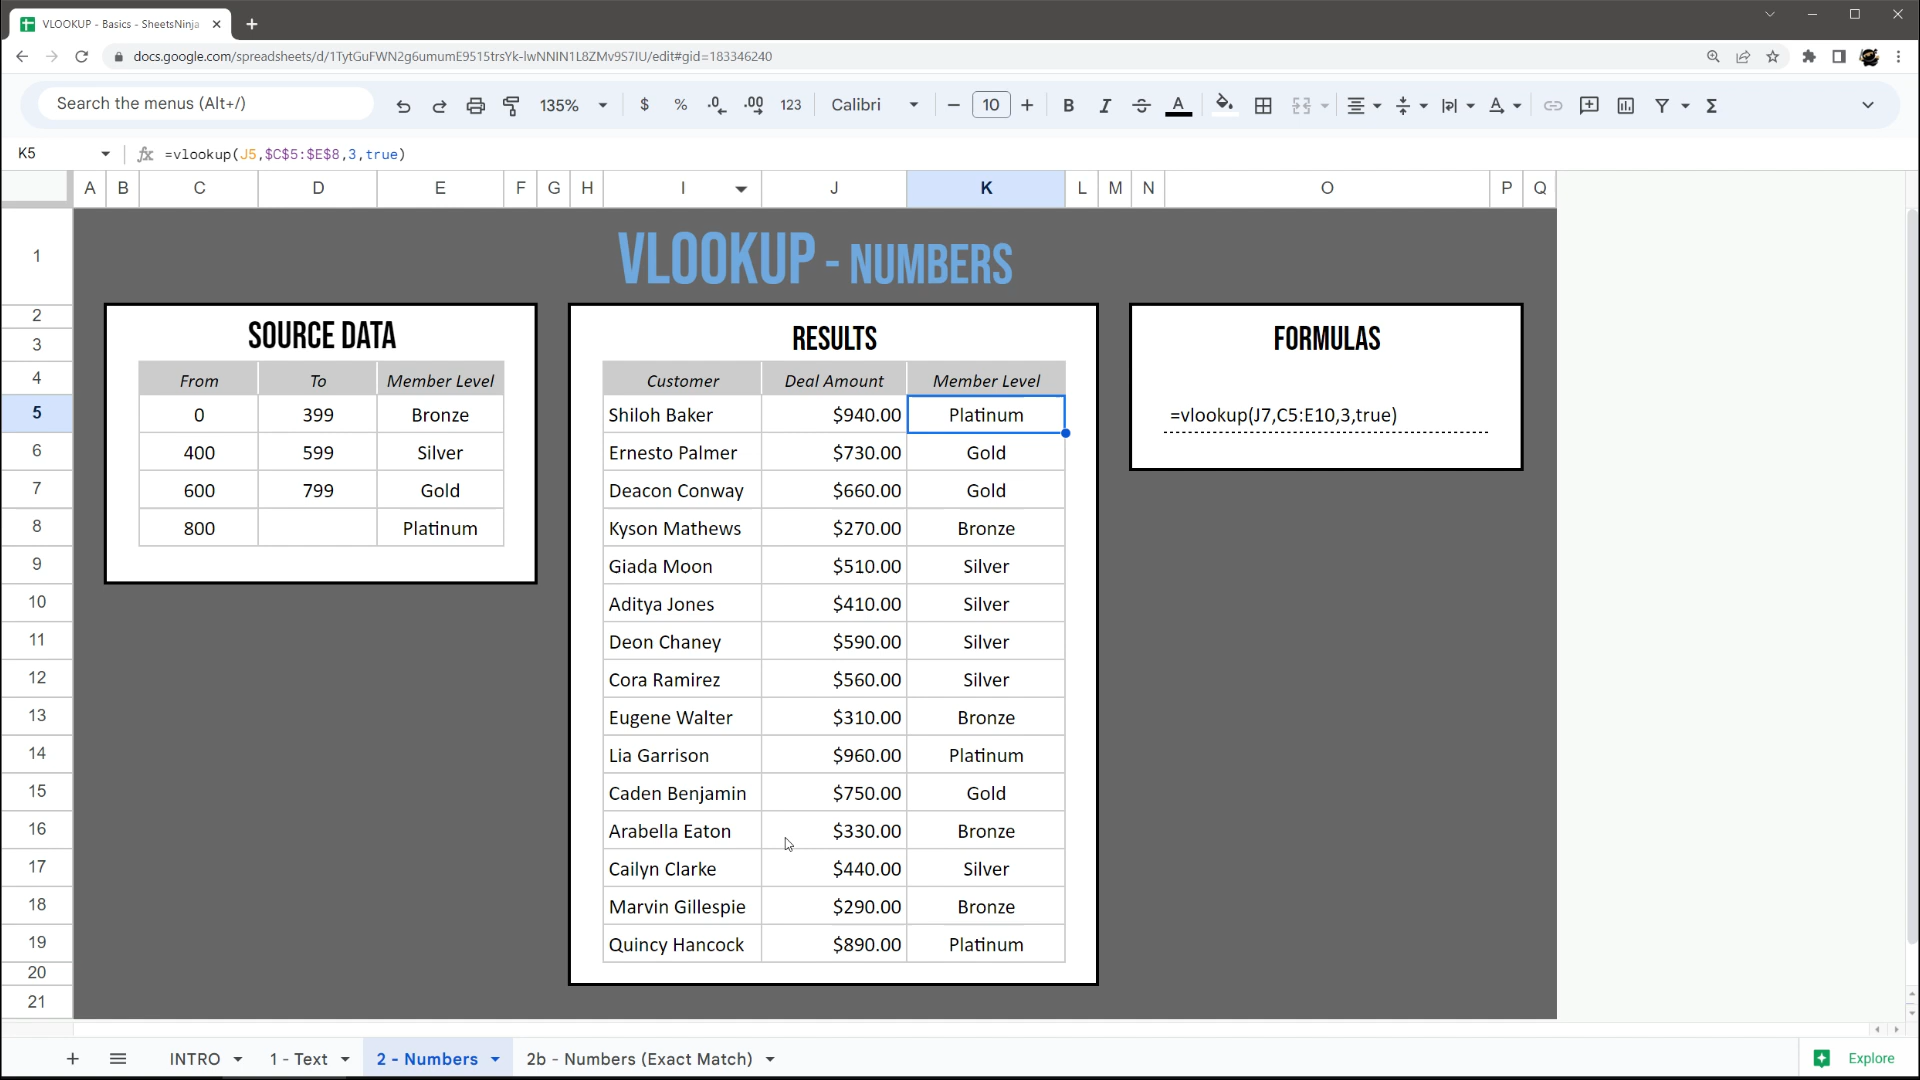 VLOOKUP - Basics - SheetsNinja
docs.google.com/spreadsheets/d/1TytGuFWN2g6umumE9515trsYk-lwNNIN1L8ZMv9S7IU/edit#gid=183346240
Search the menus (Alt+/) 135% $ % .0 .00 123 Calibri 10 B I S A A Σ
K5 fx =vlookup(J5,$C$5:$E$8,3,true)
A B C D E F G H I J K L M N O P Q
1 VLOOKUP - NUMBERS
2
3 SOURCE DATA RESULTS FORMULAS
4 From To Member Level Customer Deal Amount Member Level
5 0 399 Bronze Shiloh Baker $940.00 Platinum =vlookup(J7,C5:E10,3,true)
6 400 599 Silver Ernesto Palmer $730.00 Gold
7 600 799 Gold Deacon Conway $660.00 Gold
8 800 Platinum Kyson Mathews $270.00 Bronze
9 Giada Moon $510.00 Silver
10 Aditya Jones $410.00 Silver
11 Deon Chaney $590.00 Silver
12 Cora Ramirez $560.00 Silver
13 Eugene Walter $310.00 Bronze
14 Lia Garrison $960.00 Platinum
15 Caden Benjamin $750.00 Gold
16 Arabella Eaton $330.00 Bronze
17 Cailyn Clarke $440.00 Silver
18 Marvin Gillespie $290.00 Bronze
19 Quincy Hancock $890.00 Platinum
20
21
INTRO 1 - Text 2 - Numbers 2b - Numbers (Exact Match) Explore